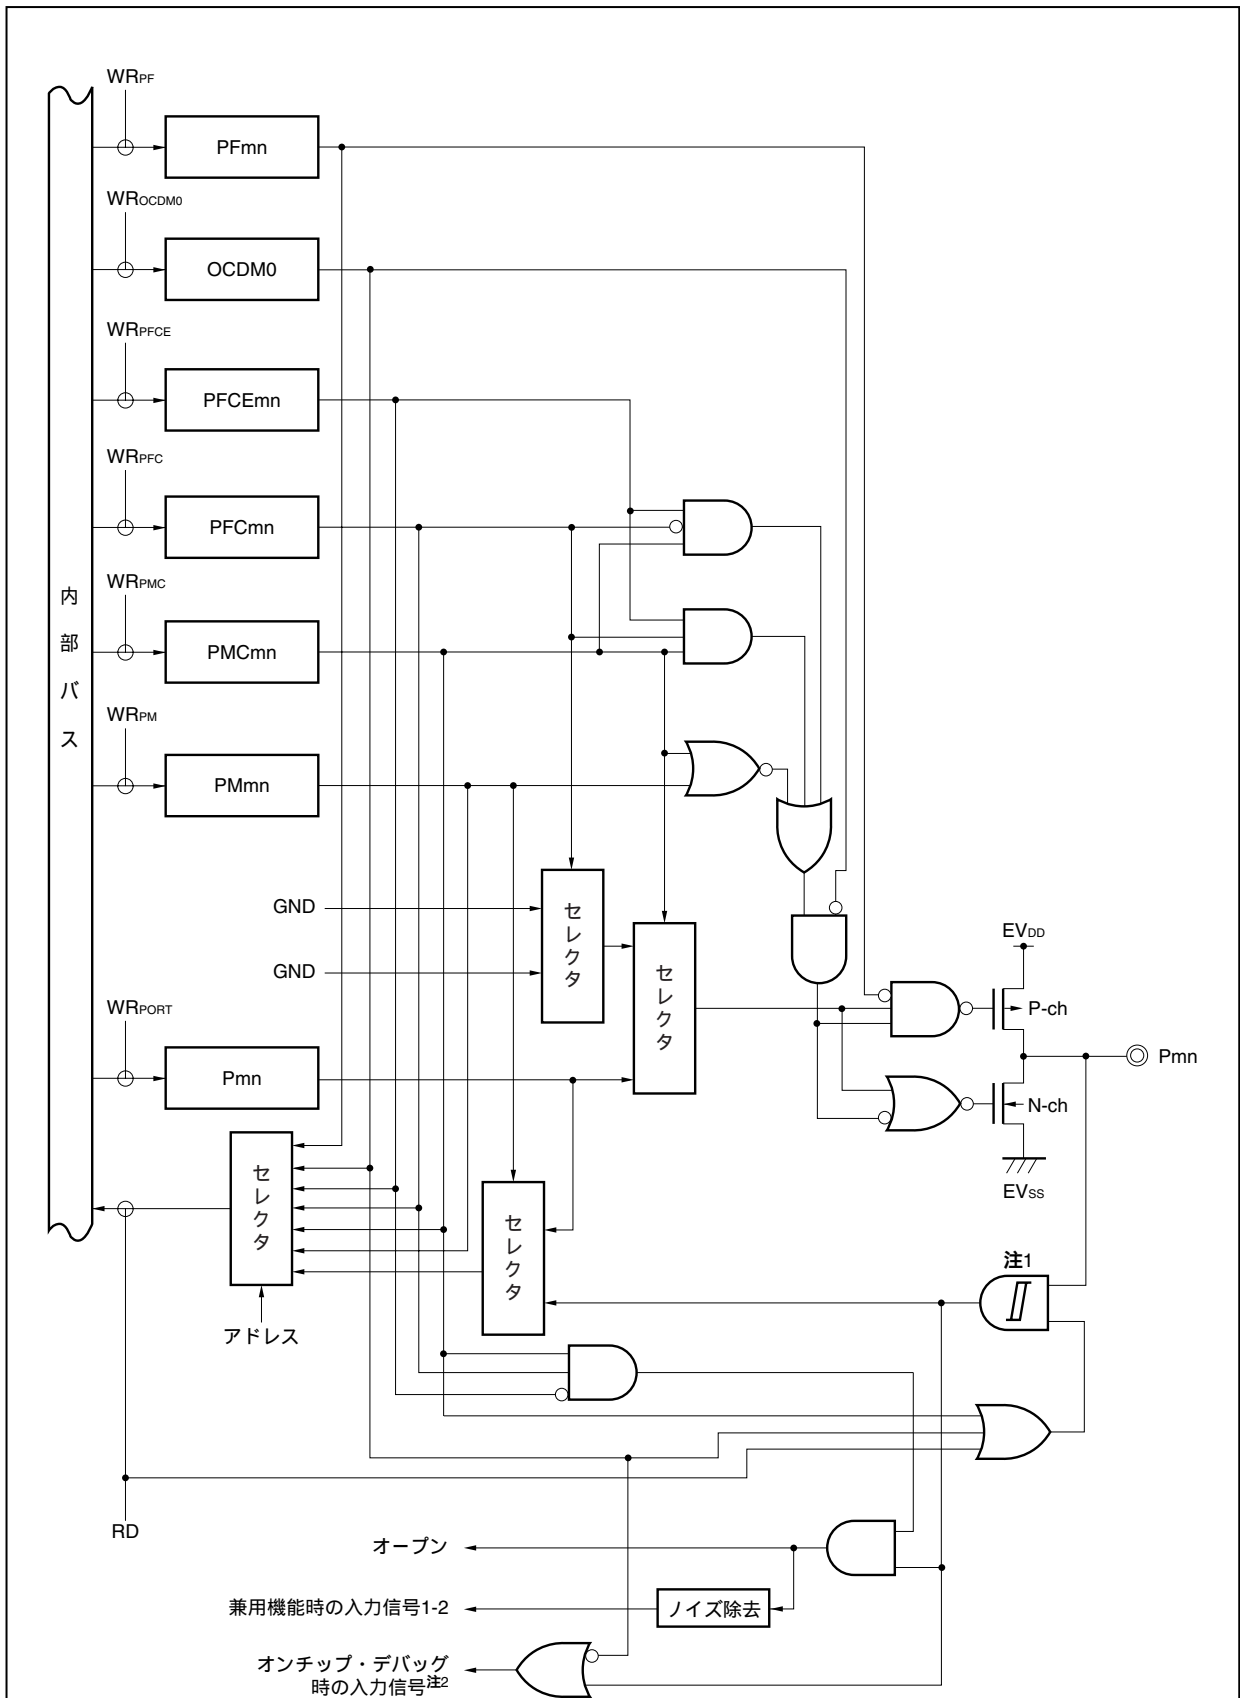 WRPF
PFmn
WROCDM0
OCDM0
WRPFCE
PFCEmn
WRPFC
PFCmn
WRPMC
PMCmn
WRPM
PMmn
内部バス
GND
GND
セレクタ
セレクタ
EVDD
P-ch
WRPORT
Pmn
Pmn
N-ch
EVSS
セレクタ
セレクタ
注1
アドレス
RD
オープン
兼用機能時の入力信号1-2
ノイズ除去
オンチップ・デバッグ
時の入力信号注2